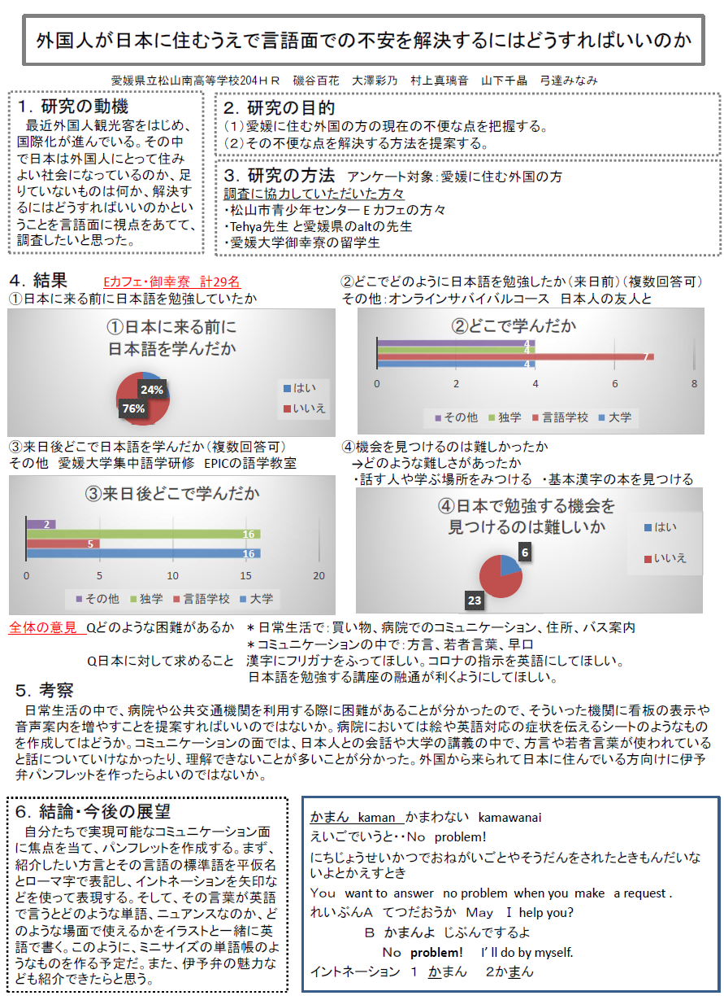 外国人が日本に住むうえで言語面での不安を解決するにはどうすればいいのか
愛媛県立松山南高等学校204HR　磯谷百花　大澤彩乃　村上真璃音　山下千晶　弓達みなみ
１．研究の動機
最近外国人観光客をはじめ、
国際化が進んでいる。その中
で日本は外国人にとって住み
よい社会になっているのか、足
りていないものは何か、解決す
るにはどうすればいいのかとい
うことを言語面に視点をあてて、
調査したいと思った。
２．研究の目的
（１）愛媛に住む外国の方の現在の不便な点を把握する。
（２）その不便な点を解決する方法を提案する。
３．研究の方法　アンケート対象：愛媛に住む外国の方
調査に協力していただいた方々
・松山市青少年センターＥカフェの方々
・Tehya先生 と愛媛県のaltの先生
・愛媛大学御幸寮の留学生
４．結果　Eカフェ・御幸寮　計29名
①日本に来る前に日本語を勉強していたか
①日本に来る前に
日本語を学んだか
24%
76%
はい
いいえ
②どこでどのように日本語を勉強したか（来日前）（複数回答可）
その他：オンラインサバイバルコース　日本人の友人と
②どこで学んだか
4
4
7
4
0 2 4 6 8
その他 独学 言語学校 大学
③来日後どこで日本語を学んだか（複数回答可）
その他　愛媛大学集中語学研修　EPICの語学教室
③来日後どこで学んだか
2
16
5
16
0 5 10 15 20
その他 独学 言語学校 大学
④機会を見つけるのは難しかったか
→どのような難しさがあったか
・話す人や学ぶ場所をみつける　・基本漢字の本を見つける
④日本で勉強する機会を
見つけるのは難しいか
6
23
はい
いいえ
全体の意見　Ｑどのような困難があるか　＊日常生活で：買い物、病院でのコミュニケーション、住所、バス案内
＊コミュニケーションの中で：方言、若者言葉、早口
Ｑ日本に対して求めること　漢字にフリガナをふってほしい。コロナの指示を英語にしてほしい。
日本語を勉強する講座の融通が利くようにしてほしい。
５．考察
日常生活の中で、病院や公共交通機関を利用する際に困難があることが分かったので、そういった機関に看板の表示や
音声案内を増やすことを提案すればいいのではないか。病院においては絵や英語対応の症状を伝えるシートのようなもの
を作成してはどうか。コミュニケーションの面では、日本人との会話や大学の講義の中で、方言や若者言葉が使われている
と話についていけなかったり、理解できないことが多いことが分かった。外国から来られて日本に住んでいる方向けに伊予
弁パンフレットを作ったらよいのではないか。
６．結論・今後の展望
自分たちで実現可能なコミュニケーション面
に焦点を当て、パンフレットを作成する。まず、
紹介したい方言とその言語の標準語を平仮名
とローマ字で表記し、イントネーションを矢印な
どを使って表現する。そして、その言葉が英語
で言うとどのような単語、ニュアンスなのか、ど
のような場面で使えるかをイラストと一緒に英
語で書く。このように、ミニサイズの単語帳のよ
うなものを作る予定だ。また、伊予弁の魅力な
ども紹介できたらと思う。
かまん　kaman　かまわない　kamawanai
えいごでいうと・・Ｎｏ　problem!
にちじょうせいかつでおねがいごとやそうだんをされたときもんだいな
いよとかえすとき
You want to answer no problem when you make a request .
れいぶんＡ　てつだおうか　May　I help you?
Ｂ　かまんよ　じぶんでするよ
No problem!　I' ll do by myself.
イントネーション　１　かまん　２かまん